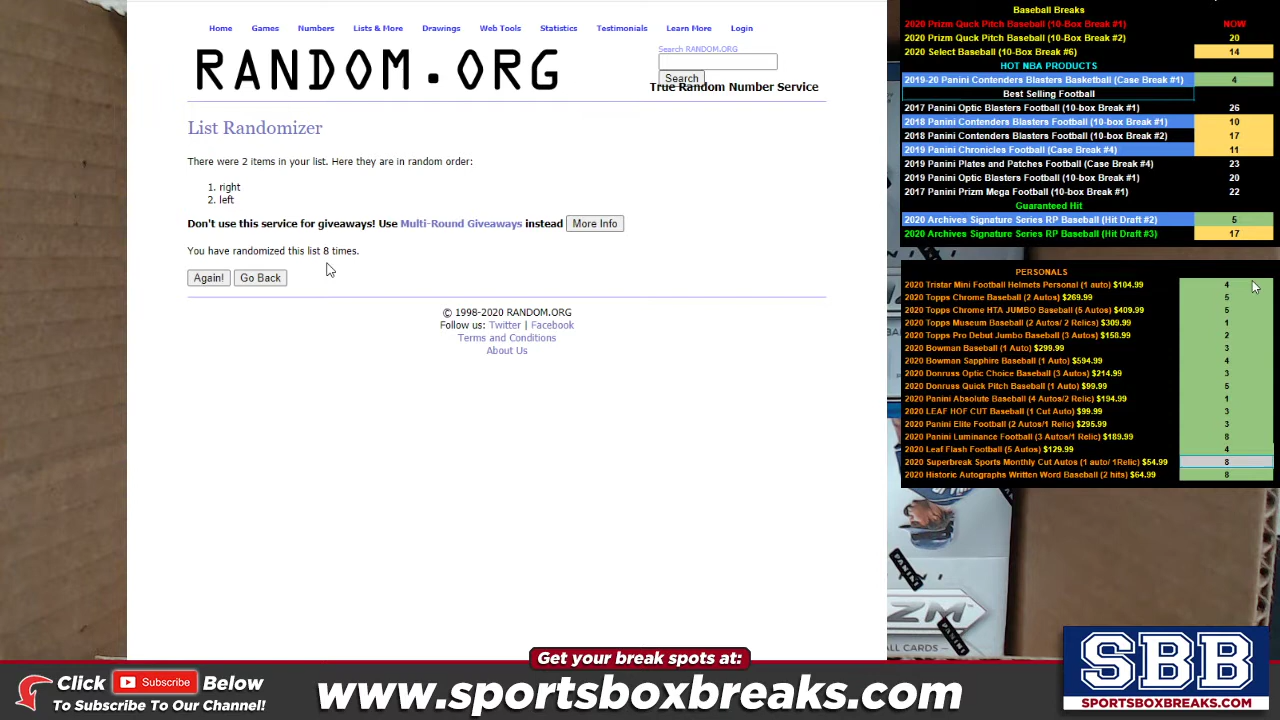 Home Games Numbers Lists & More Drawings Web Tools Statistics Testimonials Learn More Login
RANDOM.ORG
Search RANDOM.ORG
Search
True Random Number Service
List Randomizer
There were 2 items in your list. Here they are in random order:
1. right
2. left
Don't use this service for giveaways! Use Multi-Round Giveaways instead More Info
You have randomized this list 8 times.
Again! Go Back
© 1998-2020 RANDOM.ORG
Follow us: Twitter | Facebook
Terms and Conditions
About Us
Baseball Breaks
2020 Prizm Quck Pitch Baseball (10-Box Break #1) NOW
2020 Prizm Quck Pitch Baseball (10-Box Break #2) 20
2020 Select Baseball (10-Box Break #6) 14
HOT NBA PRODUCTS
2019-20 Panini Contenders Blasters Basketball (Case Break #1) 4
Best Selling Football
2017 Panini Optic Blasters Football (10-box Break #1) 26
2018 Panini Contenders Blasters Football (10-box Break #1) 10
2018 Panini Contenders Blasters Football (10-box Break #2) 17
2019 Panini Chronicles Football (Case Break #4) 11
2019 Panini Plates and Patches Football (Case Break #4) 23
2019 Panini Optic Blasters Football (10-box Break #1) 20
2017 Panini Prizm Mega Football (10-box Break #1) 22
Guaranteed Hit
2020 Archives Signature Series RP Baseball (Hit Draft #2) 5
2020 Archives Signature Series RP Baseball (Hit Draft #3) 17
PERSONALS
2020 Tristar Mini Football Helmets Personal (1 auto) $104.99 4
2020 Topps Chrome Baseball (2 Autos) $269.99 5
2020 Topps Chrome HTA JUMBO Baseball (5 Autos) $409.99 5
2020 Topps Museum Baseball (2 Autos/ 2 Relics) $309.99 1
2020 Topps Pro Debut Jumbo Baseball (3 Autos) $158.99 2
2020 Bowman Baseball (1 Auto) $299.99 3
2020 Bowman Sapphire Baseball (1 Auto) $594.99 4
2020 Donruss Optic Choice Baseball (3 Autos) $214.99 3
2020 Donruss Quick Pitch Baseball (1 Auto) $99.99 5
2020 Panini Absolute Baseball (4 Autos/2 Relic) $194.99 1
2020 LEAF HOF CUT Baseball (1 Cut Auto) $99.99 3
2020 Panini Elite Football (2 Autos/1 Relic) $295.99 3
2020 Panini Luminance Football (3 Autos/1 Relic) $189.99 8
2020 Leaf Flash Football (5 Autos) $129.99 4
2020 Superbreak Sports Monthly Cut Autos (1 auto/ 1Relic) $54.99 8
2020 Historic Autographs Written Word Baseball (2 hits) $64.99 8
Get your break spots at:
Click Subscribe Below
To Subscribe To Our Channel!
www.sportsboxbreaks.com
SBB
SPORTSBOXBREAKS.COM